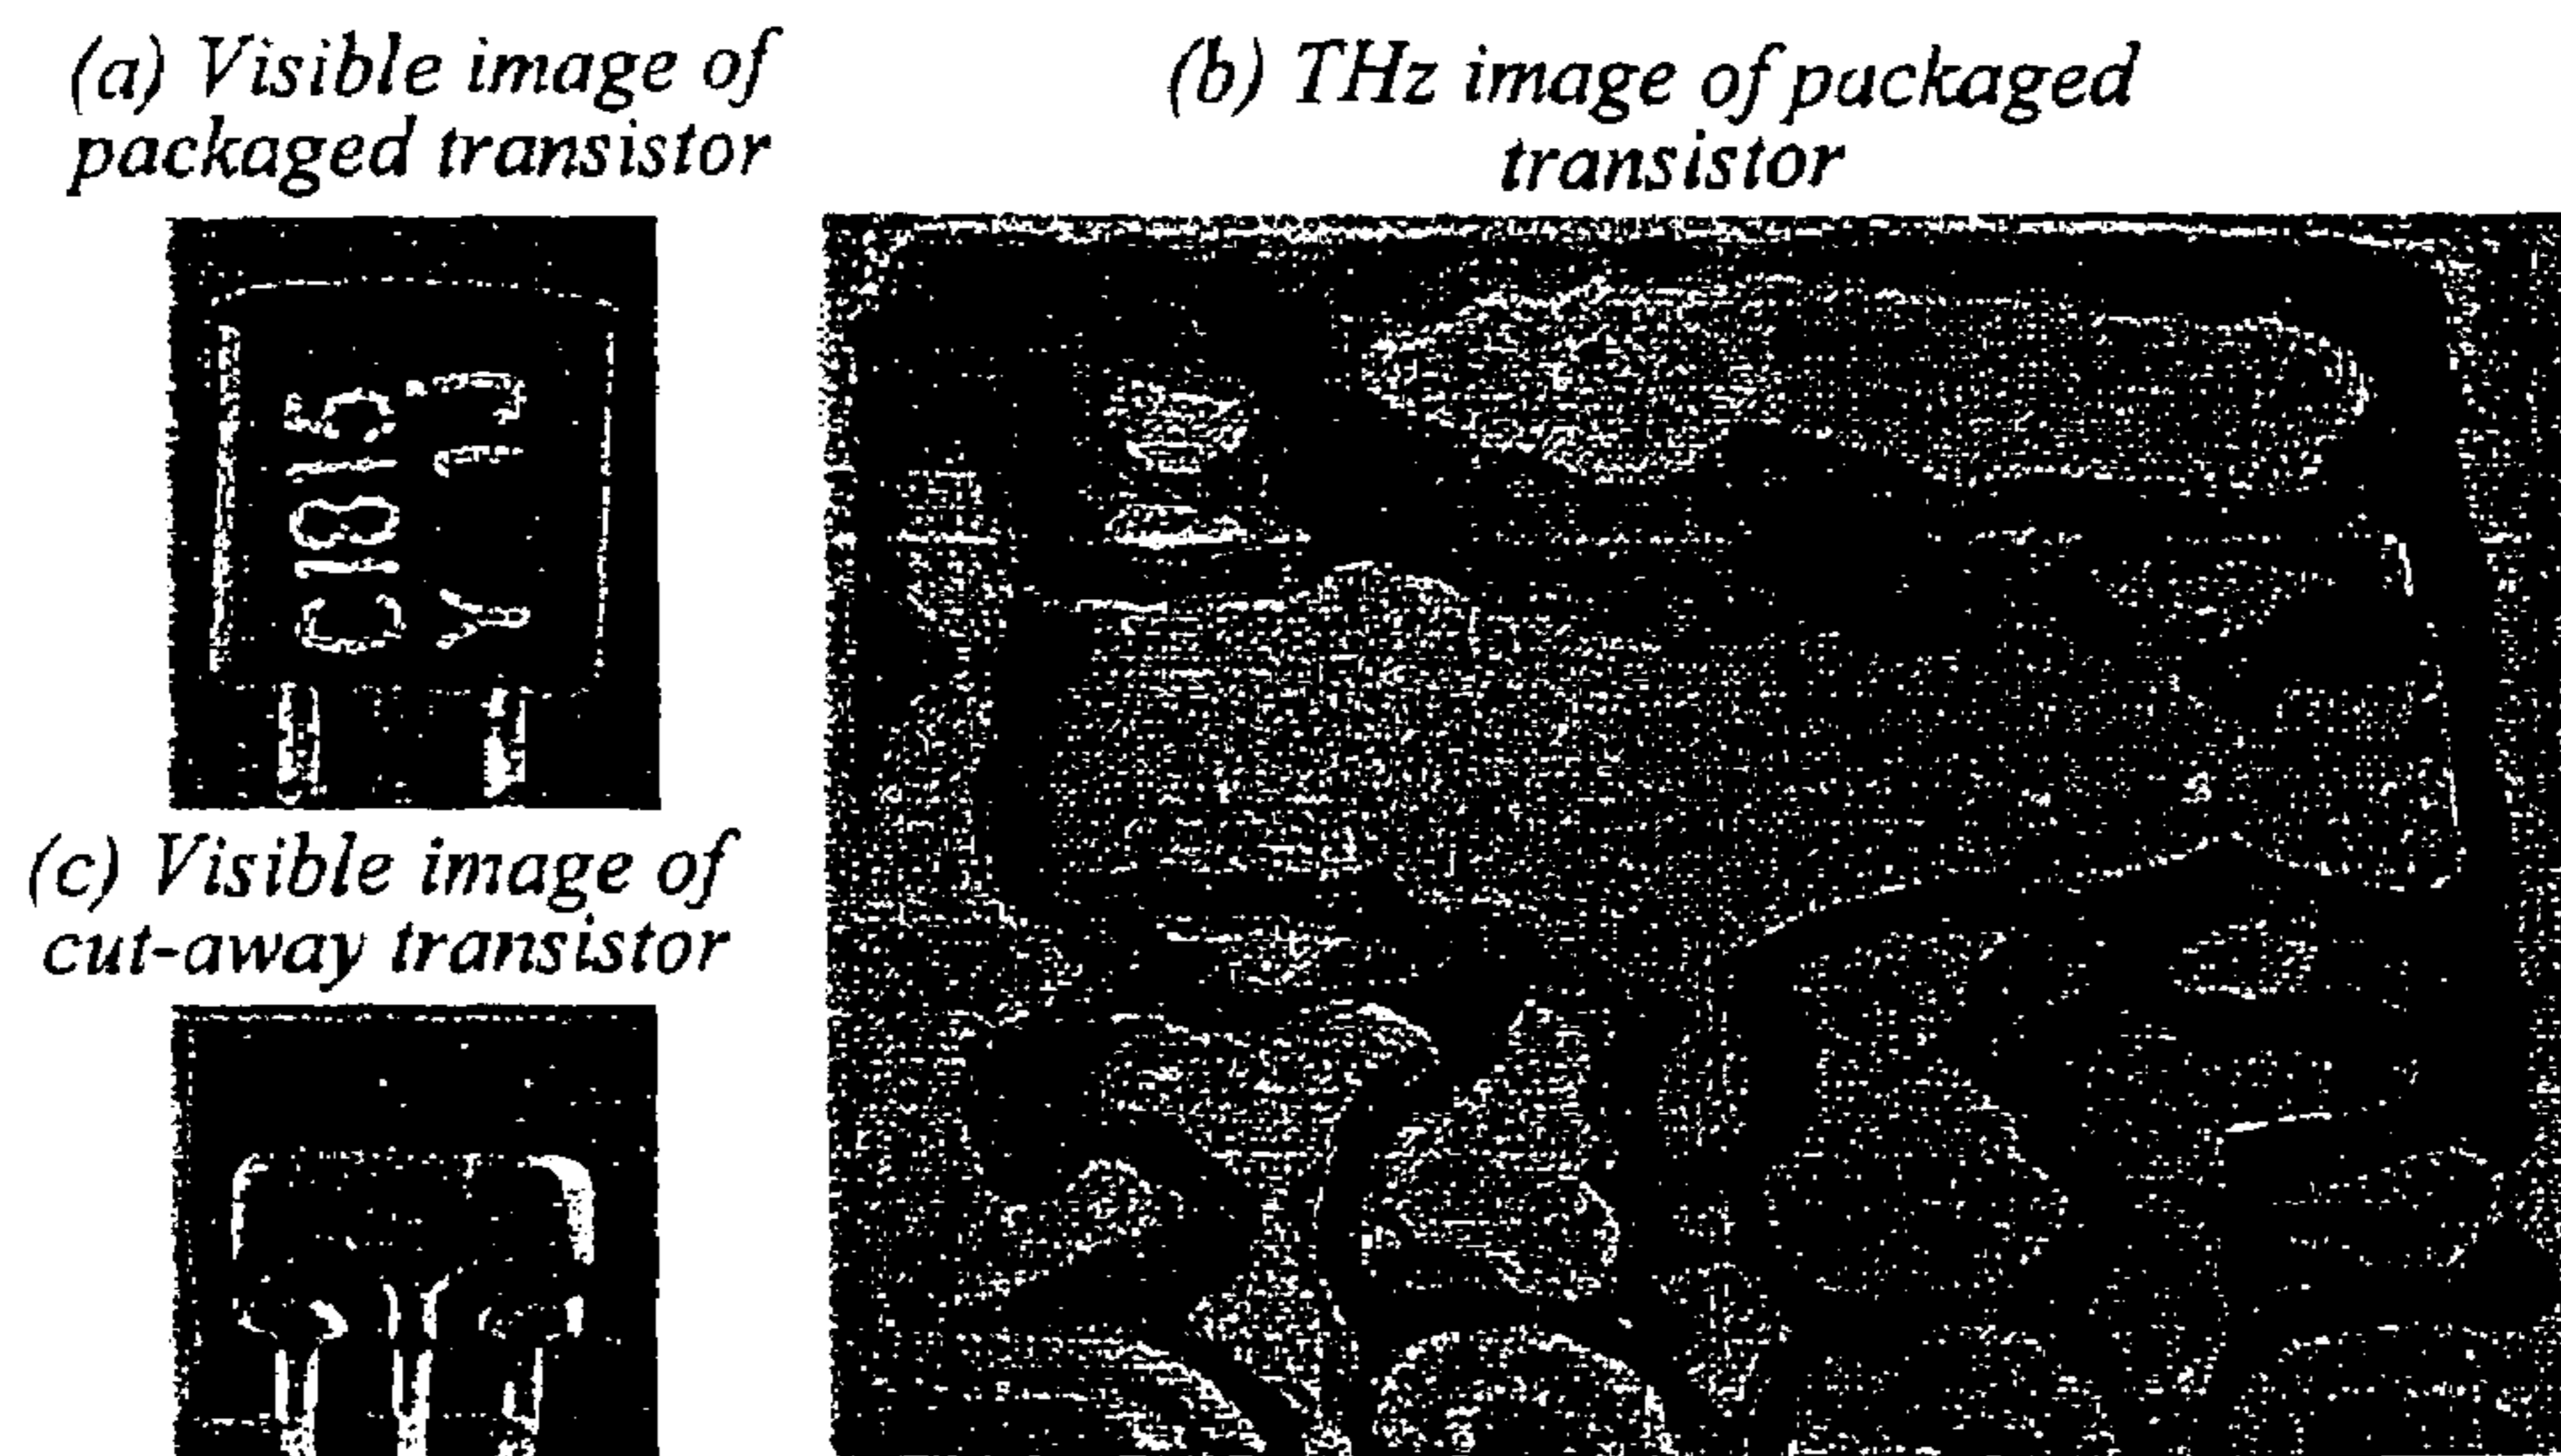 (a) Visible image of
packaged transistor
(b) THz image of packaged
transistor
C1815
Y
(c) Visible image of
cut-away transistor